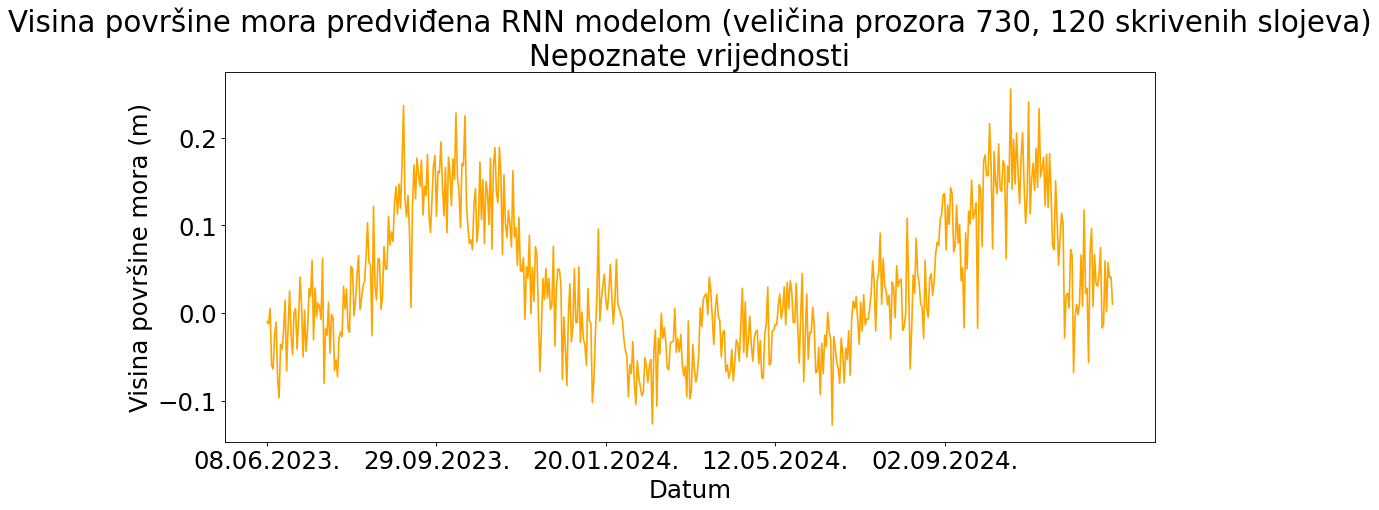 Visina površine mora predviđena RNN modelom (veličina prozora 730, 120 skrivenih slojeva)
Nepoznate vrijednosti
Visina površine mora (m)
0.2
0.1
0.0
−0.1
08.06.2023. 29.09.2023. 20.01.2024. 12.05.2024. 02.09.2024.
Datum